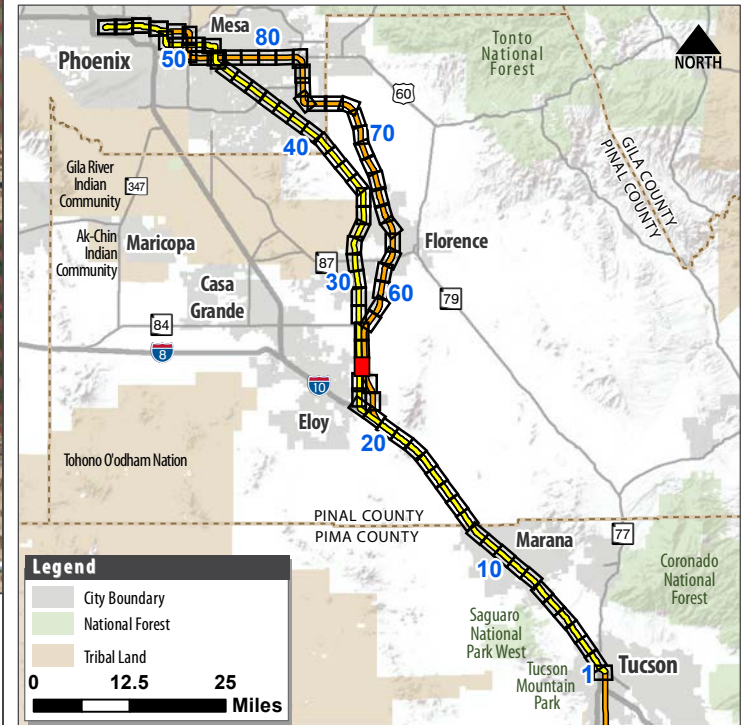 Mesa
80
Phoenix
50
Tonto
National
Forest
NORTH
60
70
40
GILA COUNTY
PINAL COUNTY
Gila River
Indian
Community
347
Ak-Chin
Indian
Community
Maricopa
Florence
87
30
Casa
Grande
60
79
84
8
10
Eloy
20
Tohono O'odham Nation
PINAL COUNTY
PIMA COUNTY
Marana
77
10
Coronado
National
Forest
Saguaro
National
Park West
Tucson
Mountain
Park
1
Tucson
Legend
City Boundary
National Forest
Tribal Land
0 12.5 25
Miles